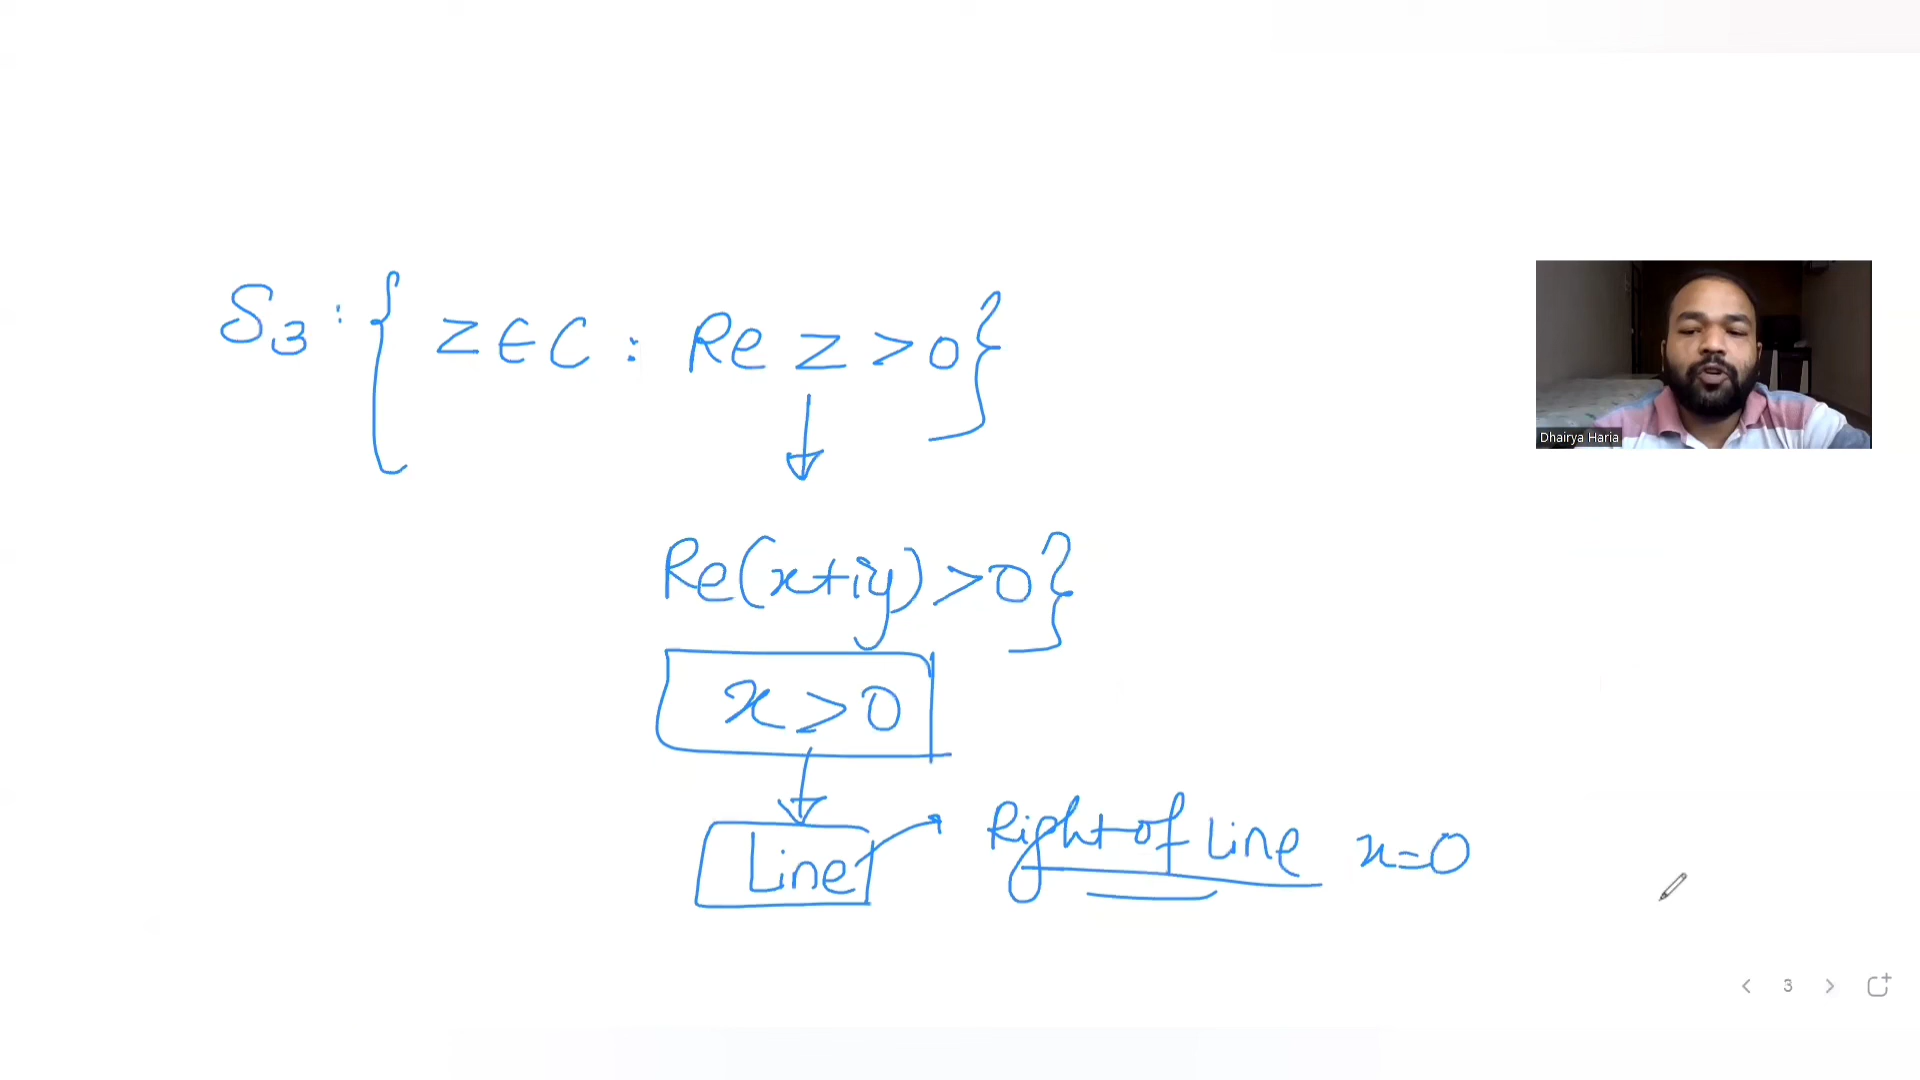 S3 : { Z ∈ C : Re Z > 0 }
Dhairya Haria
Re(x+iy) > 0 }
x > 0
Line
Right of Line x=0
3